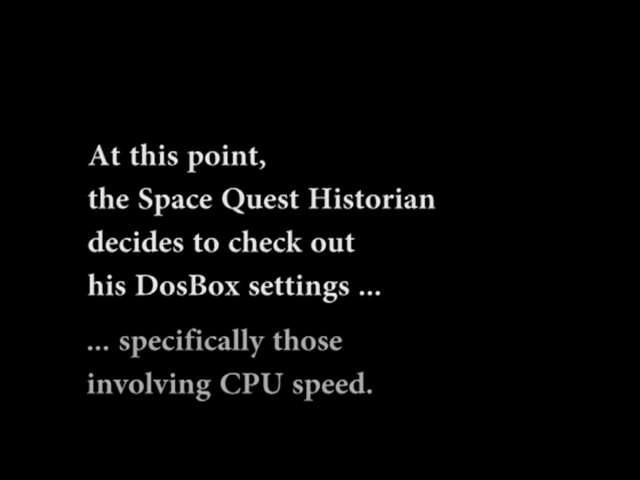 At this point,
the Space Quest Historian
decides to check out
his DosBox settings ...
... specifically those
involving CPU speed.